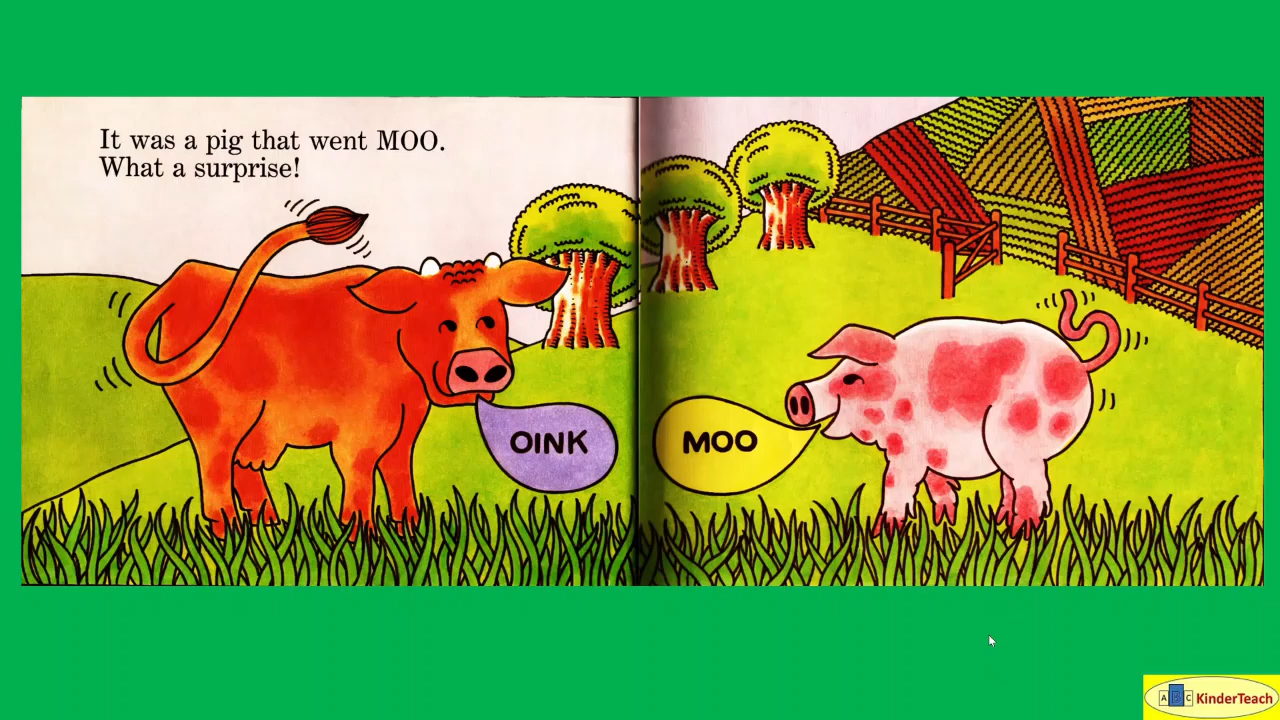 It was a pig that went MOO.
What a surprise!
OINK
MOO
ABC KinderTeach